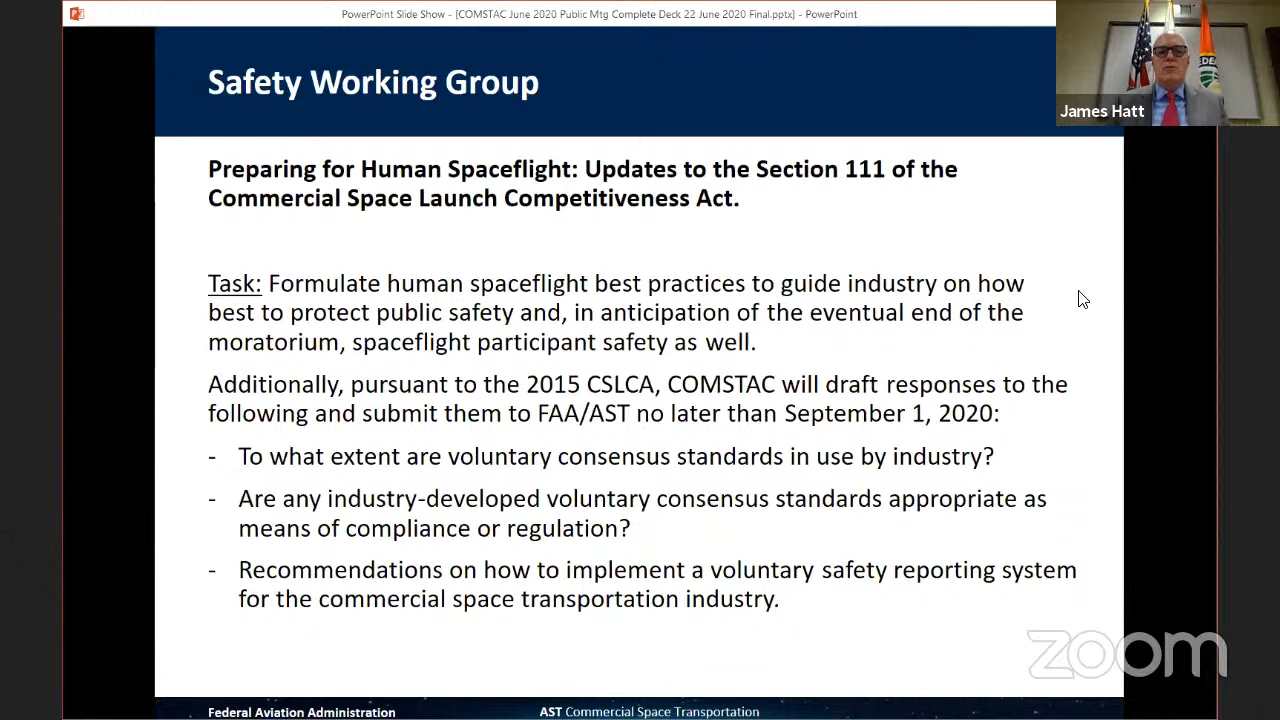 PowerPoint Slide Show - [COMSTAC June 2020 Public Mtg Complete Deck 22 June 2020 Final.pptx] - PowerPoint
Safety Working Group
James Hatt
Preparing for Human Spaceflight: Updates to the Section 111 of the
Commercial Space Launch Competitiveness Act.
Task: Formulate human spaceflight best practices to guide industry on how
best to protect public safety and, in anticipation of the eventual end of the
moratorium, spaceflight participant safety as well.
Additionally, pursuant to the 2015 CSLCA, COMSTAC will draft responses to the
following and submit them to FAA/AST no later than September 1, 2020:
- To what extent are voluntary consensus standards in use by industry?
- Are any industry-developed voluntary consensus standards appropriate as
means of compliance or regulation?
- Recommendations on how to implement a voluntary safety reporting system
for the commercial space transportation industry.
zoom
Federal Aviation Administration
AST Commercial Space Transportation